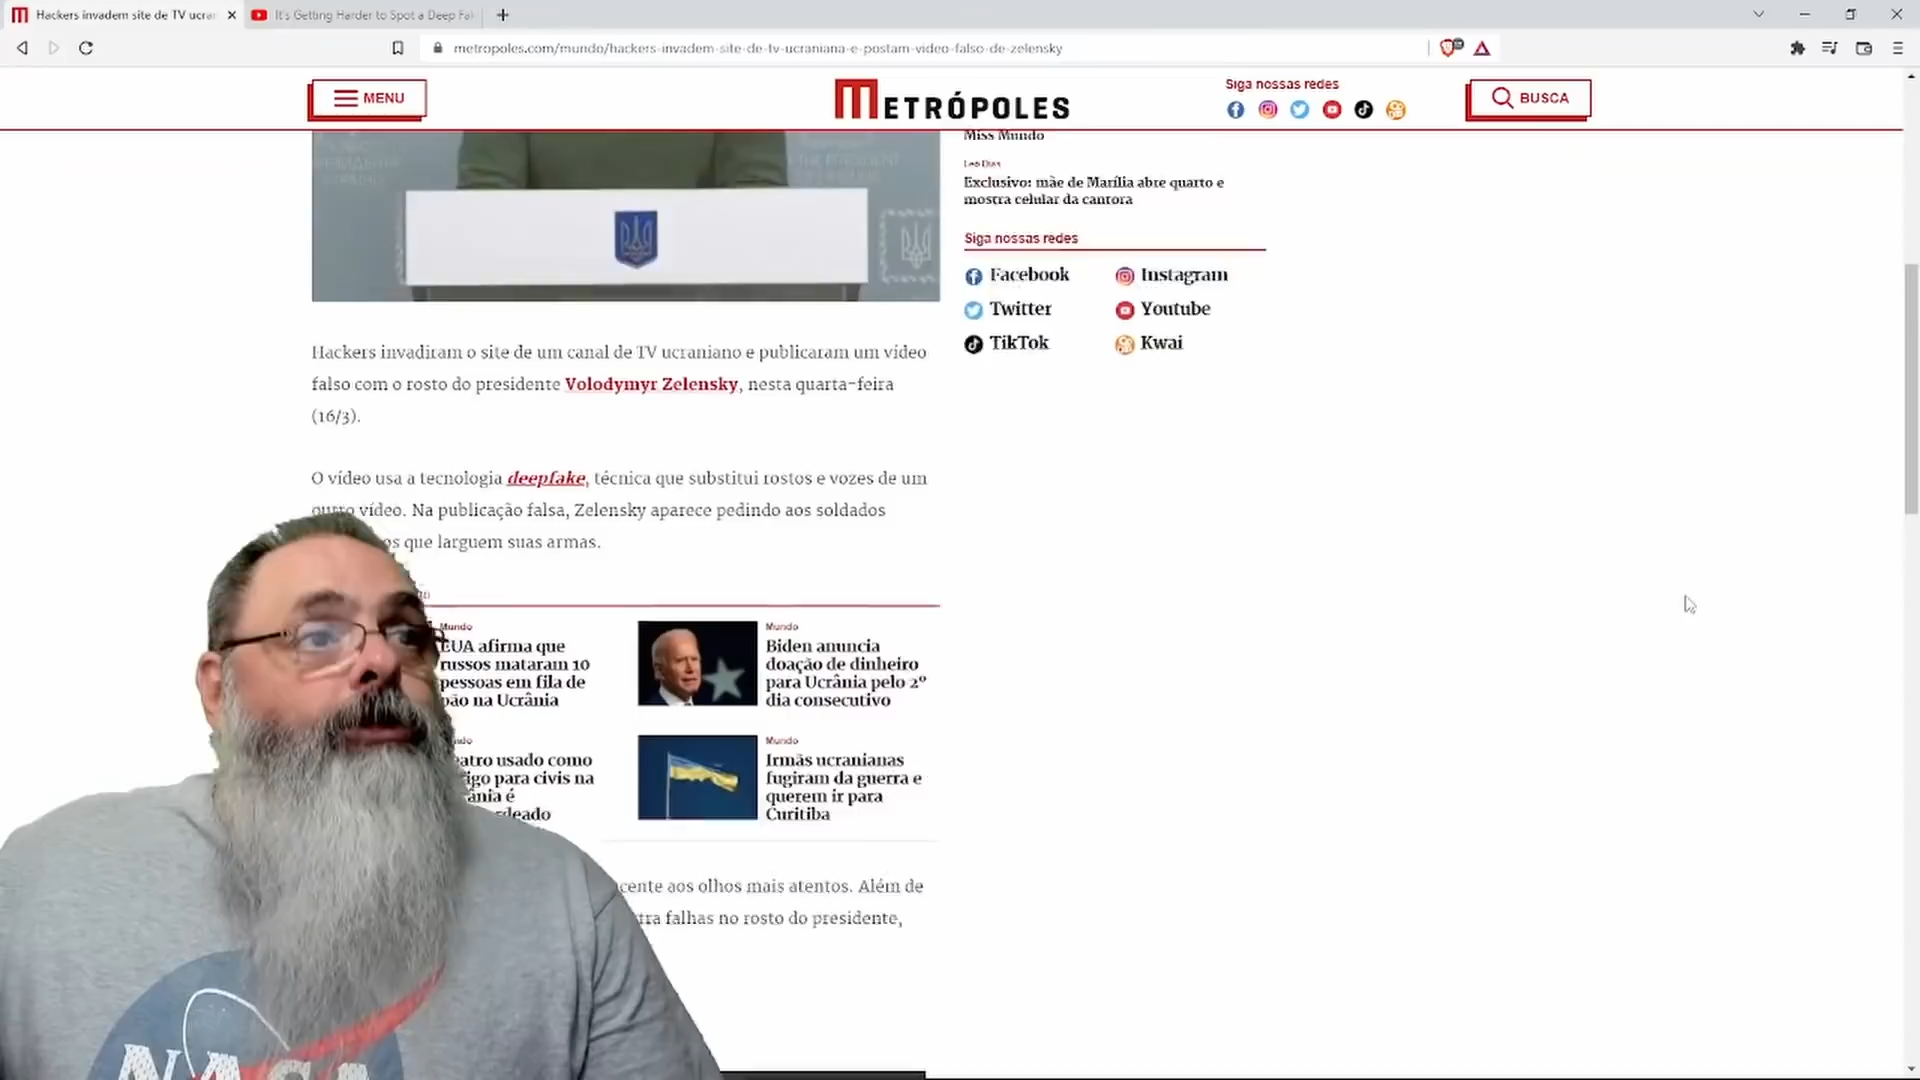 Hackers invadem site de TV ucra
It's Getting Harder to Spot a Deep Fa
metropoles.com/mundo/hackers-invadem-site-de-tv-ucraniana-e-postam-video-falso-de-zelensky
MENU
METRÓPOLES
Siga nossas redes
BUSCA
Miss Mundo
Leo Dias
Exclusivo: mãe de Marília abre quarto e
mostra celular da cantora
Siga nossas redes
Facebook
Instagram
Twitter
Youtube
TikTok
Kwai
Hackers invadiram o site de um canal de TV ucraniano e publicaram um vídeo
falso com o rosto do presidente Volodymyr Zelensky, nesta quarta-feira
(16/3).
O vídeo usa a tecnologia deepfake, técnica que substitui rostos e vozes de um
outro vídeo. Na publicação falsa, Zelensky aparece pedindo aos soldados
os que larguem suas armas.
Mundo
EUA afirma que
russos mataram 10
pessoas em fila de
pão na Ucrânia
Mundo
Biden anuncia
doação de dinheiro
para Ucrânia pelo 2º
dia consecutivo
atro usado como
igo para civis na
ânia é
rdeado
Mundo
Irmãs ucranianas
fugiram da guerra e
querem ir para
Curitiba
cente aos olhos mais atentos. Além de
tra falhas no rosto do presidente,
NASA